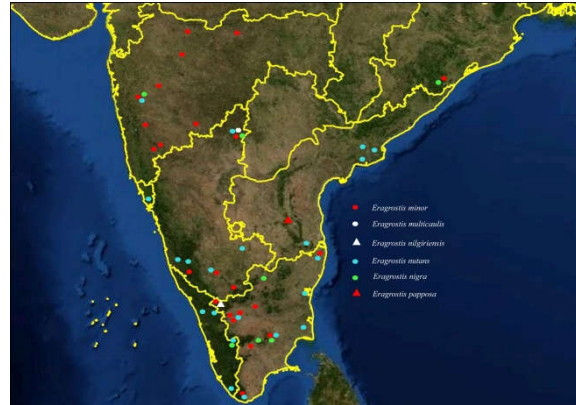 Eragrostis minor
Eragrostis multicaulis
Eragrostis nilgiriensis
Eragrostis nutans
Eragrostis nigra
Eragrostis papposa